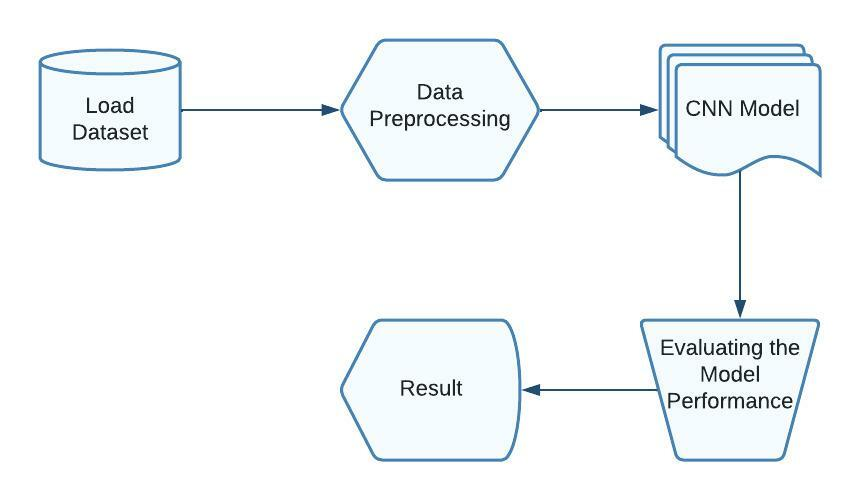 Load
Dataset
Data
Preprocessing
CNN Model
Evaluating the
Model
Performance
Result